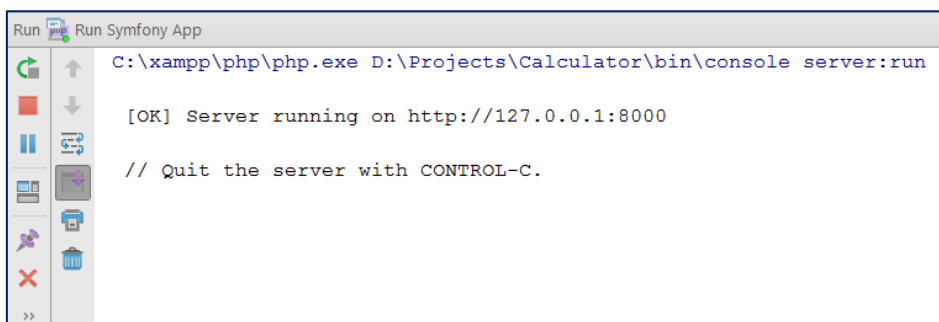 Run php Run Symfony App
C:\xampp\php\php.exe D:\Projects\Calculator\bin\console server:run
[OK] Server running on http://127.0.0.1:8000
// Quit the server with CONTROL-C.
>>